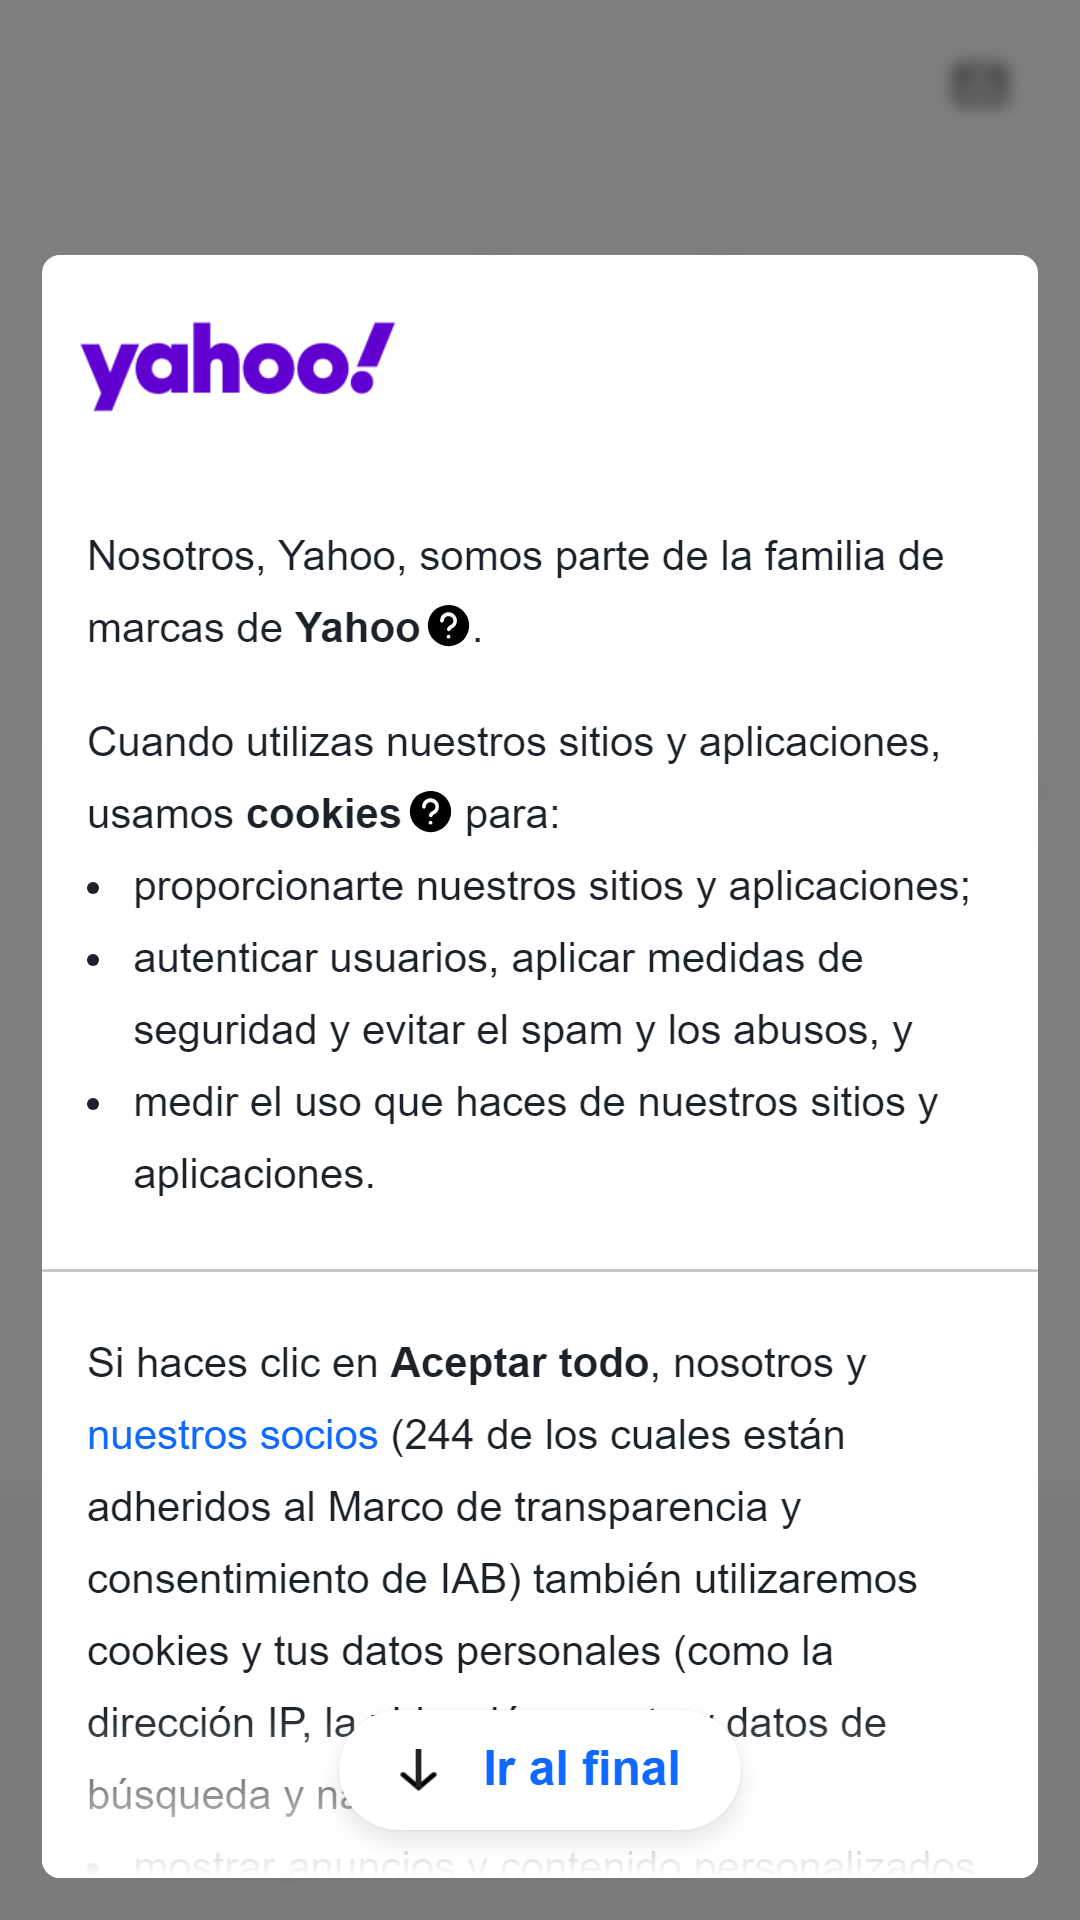 yahoo!
Nosotros, Yahoo, somos parte de la familia de
marcas de Yahoo?.
Cuando utilizas nuestros sitios y aplicaciones,
usamos cookies? para:
• proporcionarte nuestros sitios y aplicaciones;
• autenticar usuarios, aplicar medidas de
seguridad y evitar el spam y los abusos, y
• medir el uso que haces de nuestros sitios y
aplicaciones.
Si haces clic en Aceptar todo, nosotros y
nuestros socios (244 de los cuales están
adheridos al Marco de transparencia y
consentimiento de IAB) también utilizaremos
cookies y tus datos personales (como la
dirección IP, la datos de
búsqueda y
Ir al final
• mostrar anuncios y contenido personalizados